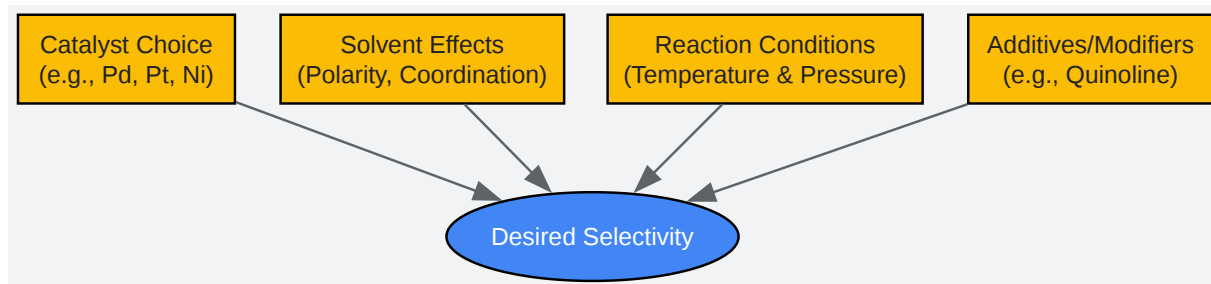 Catalyst Choice
(e.g., Pd, Pt, Ni)
Solvent Effects
(Polarity, Coordination)
Reaction Conditions
(Temperature & Pressure)
Additives/Modifiers
(e.g., Quinoline)
Desired Selectivity